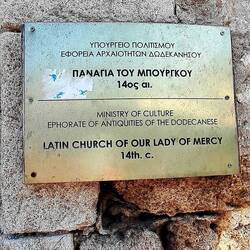 ΥΠΟΥΡΓΕΙΟ ΠΟΛΙΤΙΣΜΟΥ
ΕΦΟΡΕΙΑ ΑΡΧΑΙΟΤΗΤΩΝ ΔΩΔΕΚΑΝΗΣΟΥ
ΠΑΝΑΓΙΑ ΤΟΥ ΜΠΟΥΡΓΚΟΥ
14ος αι.
MINISTRY OF CULTURE
EPHORATE OF ANTIQUITIES OF THE DODECANESE
LATIN CHURCH OF OUR LADY OF MERCY
14th. c.